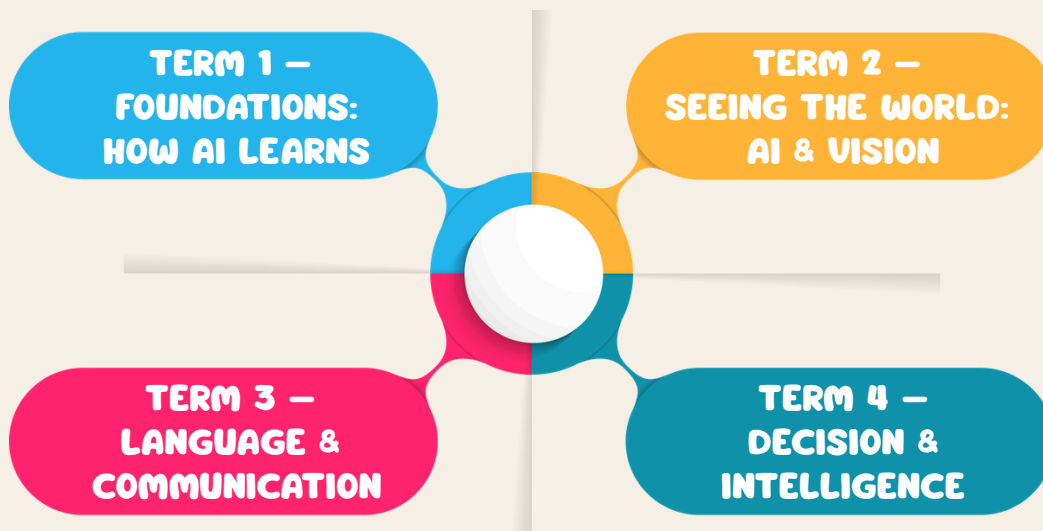 TERM 1 –
FOUNDATIONS:
HOW AI LEARNS
TERM 2 –
SEEING THE WORLD:
AI & VISION
TERM 3 –
LANGUAGE &
COMMUNICATION
TERM 4 –
DECISION &
INTELLIGENCE